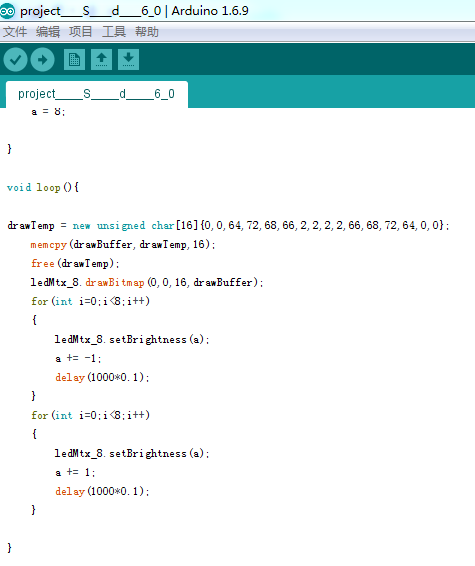 project____S____d____6_0 | Arduino 1.6.9
文件 编辑 项目 工具 帮助
project____S____d____6_0
a = 8;
}
void loop(){
drawTemp = new unsigned char[16]{0,0,64,72,68,66,2,2,2,2,66,68,72,64,0,0};
memcpy(drawBuffer,drawTemp,16);
free(drawTemp);
ledMtx_8.drawBitmap(0,0,16,drawBuffer);
for(int i=0;i<8;i++)
{
ledMtx_8.setBrightness(a);
a += -1;
delay(1000*0.1);
}
for(int i=0;i<8;i++)
{
ledMtx_8.setBrightness(a);
a += 1;
delay(1000*0.1);
}
}